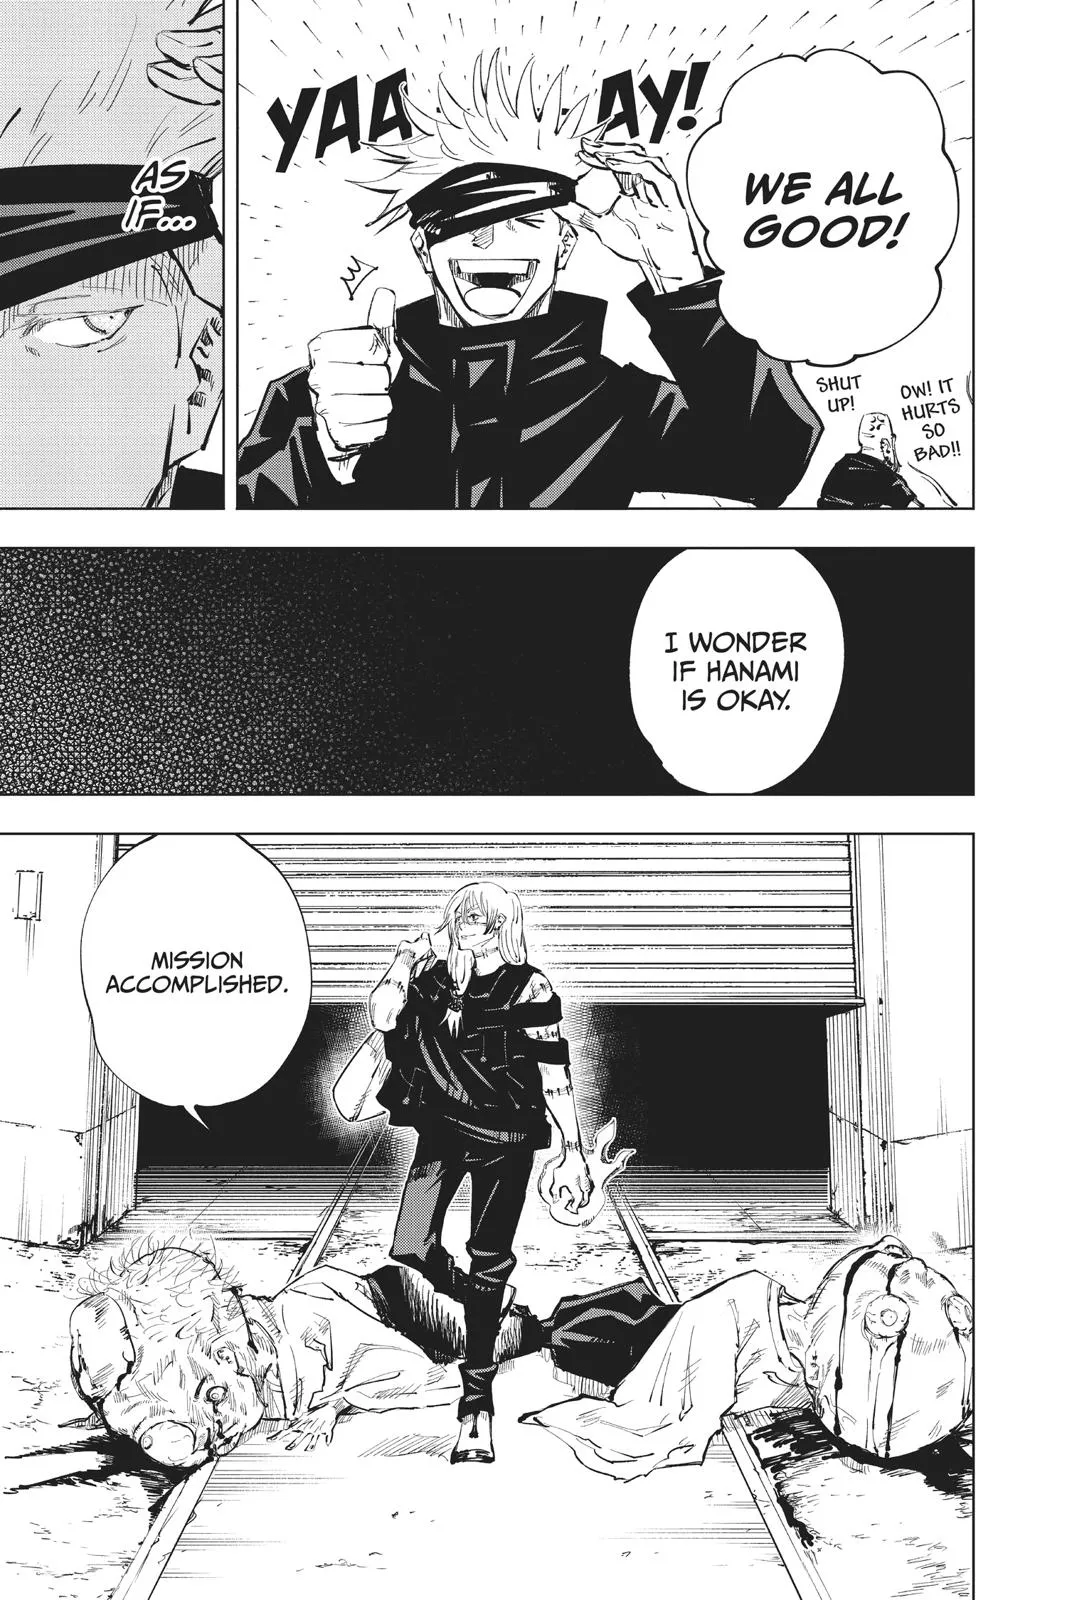 YAA AY!
WE ALL
GOOD!
SHUT
UP!
OW! IT
HURTS
SO
BAD!!
AS
IF...
I WONDER
IF HANAMI
IS OKAY.
MISSION
ACCOMPLISHED.